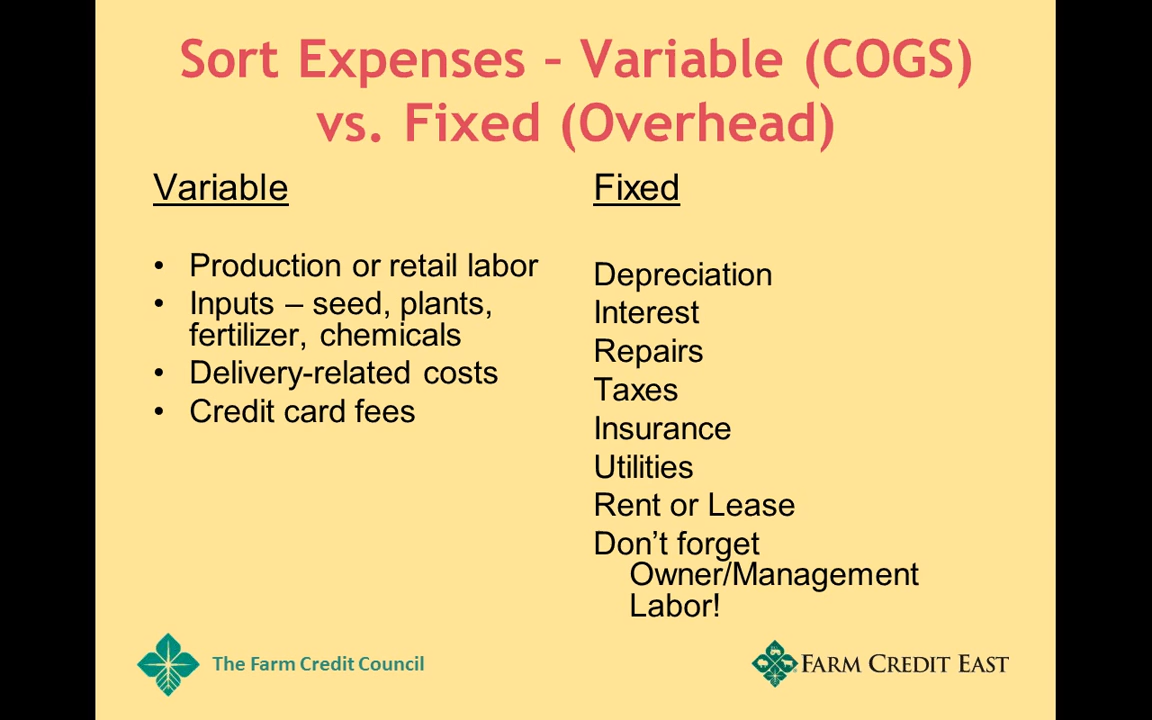 Sort Expenses – Variable (COGS)
vs. Fixed (Overhead)
Variable
• Production or retail labor
• Inputs – seed, plants,
fertilizer, chemicals
• Delivery-related costs
• Credit card fees
Fixed
Depreciation
Interest
Repairs
Taxes
Insurance
Utilities
Rent or Lease
Don’t forget
Owner/Management
Labor!
The Farm Credit Council
FARM CREDIT EAST